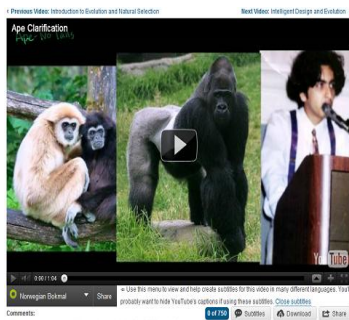 ‹ Previous Video: Introduction to Evolution and Natural Selection
Next Video: Intelligent Design and Evolution
Ape Clarification
Ape - No tails
YouTube
0:00 / 1:04
Norwegian Bokmal
Share
Use this menu to view and help create subtitles for this video in many different languages. You'll
probably want to hide YouTube's captions if using these subtitles. Close subtitles
Comments:
0 of 750
Subtitles
Download
Share